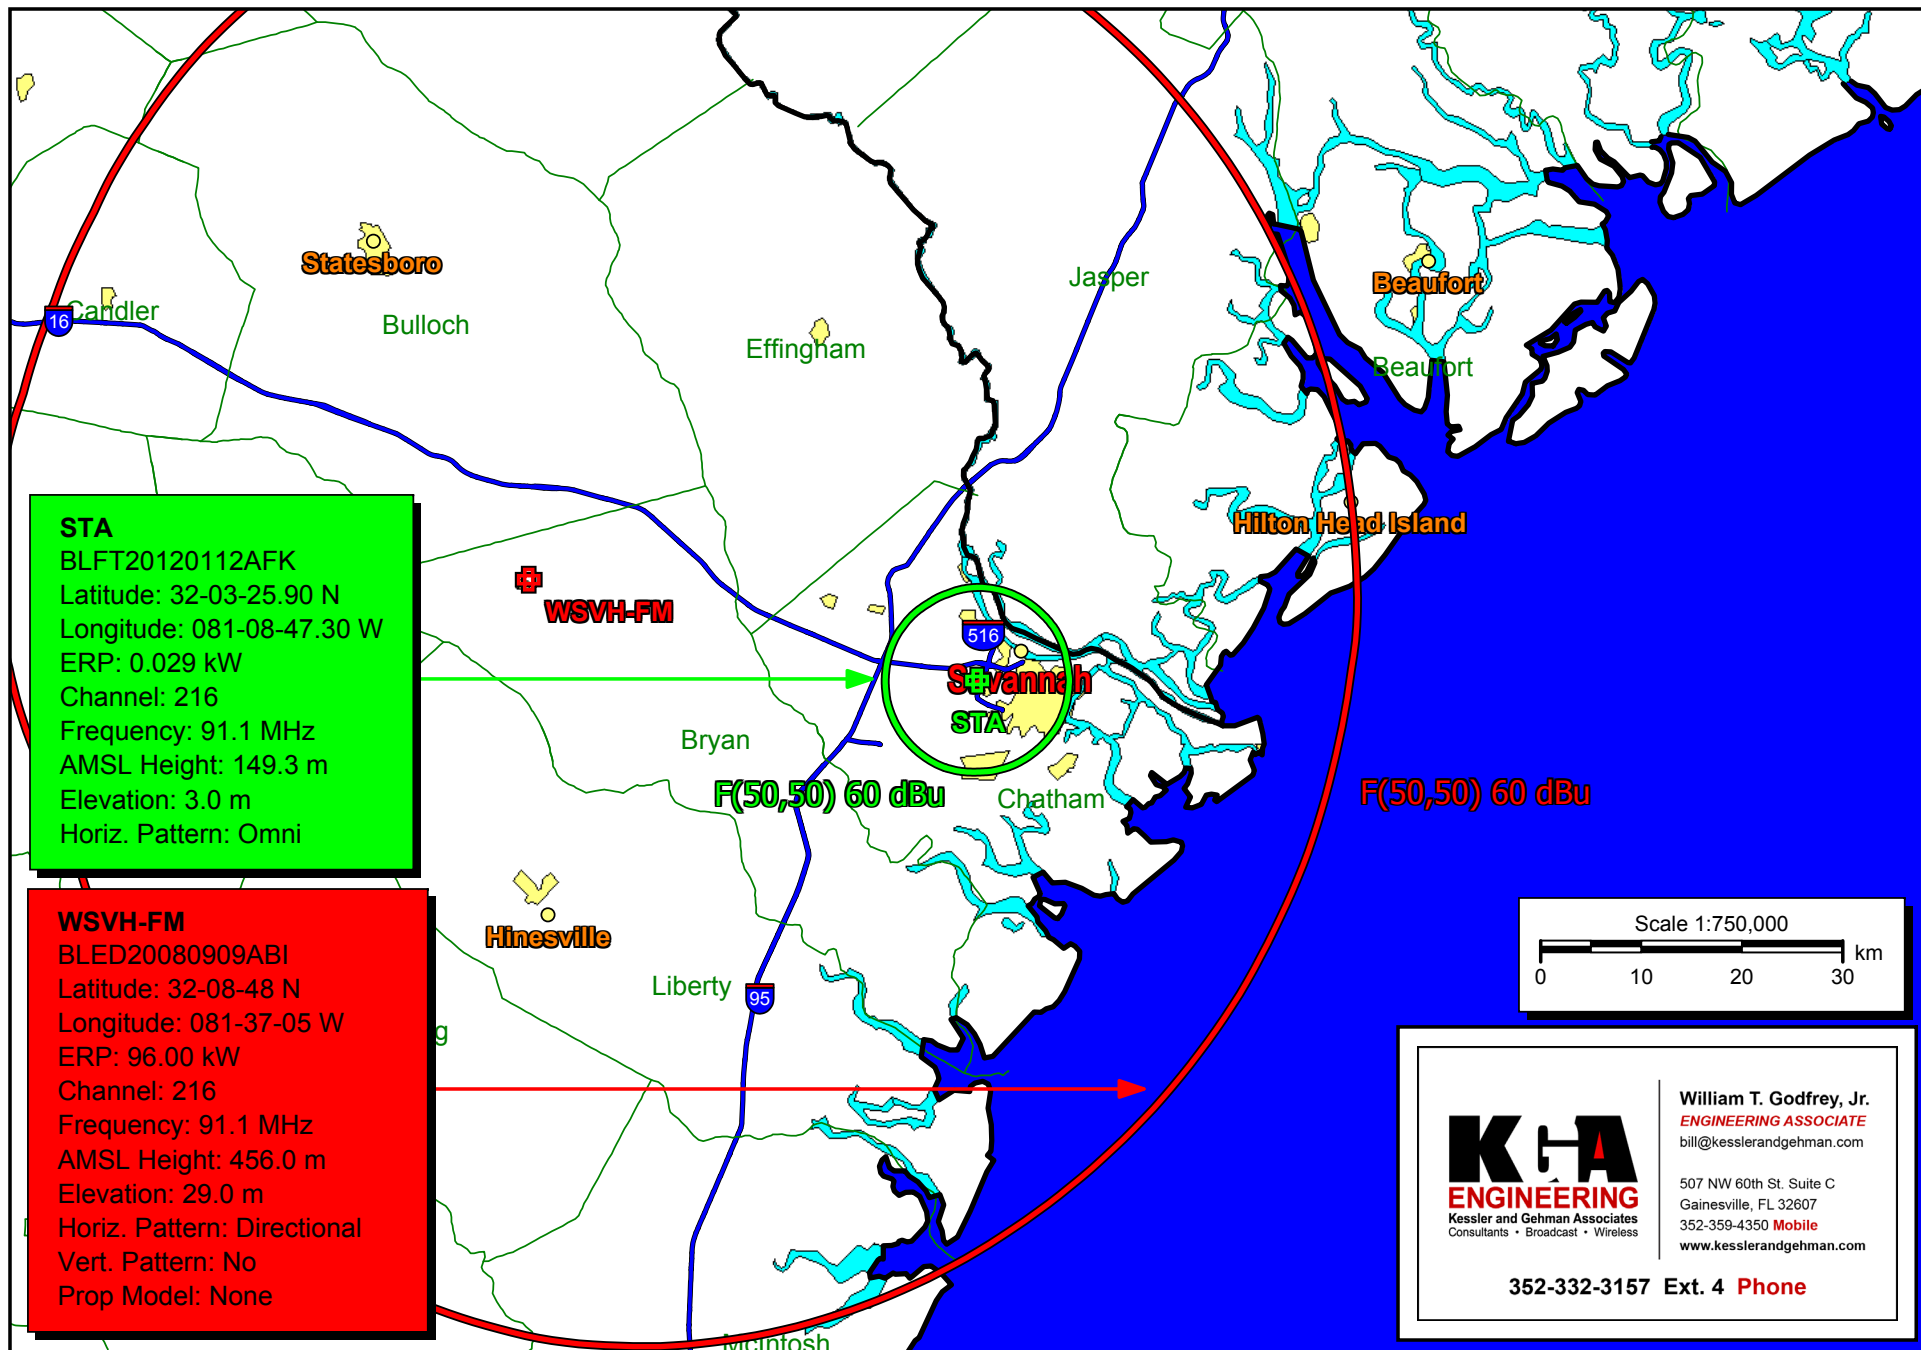 Statesboro
Candler
16
Bulloch
Effingham
Jasper
Beaufort
Beaufort
Hilton Head Island
STA
BLFT20120112AFK
Latitude: 32-03-25.90 N
Longitude: 081-08-47.30 W
ERP: 0.029 kW
Channel: 216
Frequency: 91.1 MHz
AMSL Height: 149.3 m
Elevation: 3.0 m
Horiz. Pattern: Omni
WSVH-FM
516
Savannah
STA
Bryan
F(50,50) 60 dBu
Chatham
F(50,50) 60 dBu
Hinesville
Liberty
95
g
WSVH-FM
BLED20080909ABI
Latitude: 32-08-48 N
Longitude: 081-37-05 W
ERP: 96.00 kW
Channel: 216
Frequency: 91.1 MHz
AMSL Height: 456.0 m
Elevation: 29.0 m
Horiz. Pattern: Directional
Vert. Pattern: No
Prop Model: None
McIntosh
Scale 1:750,000
km
0 10 20 30
KGA
ENGINEERING
Kessler and Gehman Associates
Consultants • Broadcast • Wireless
William T. Godfrey, Jr.
ENGINEERING ASSOCIATE
bill@kesslerandgehman.com
507 NW 60th St. Suite C
Gainesville, FL 32607
352-359-4350 Mobile
www.kesslerandgehman.com
352-332-3157 Ext. 4 Phone